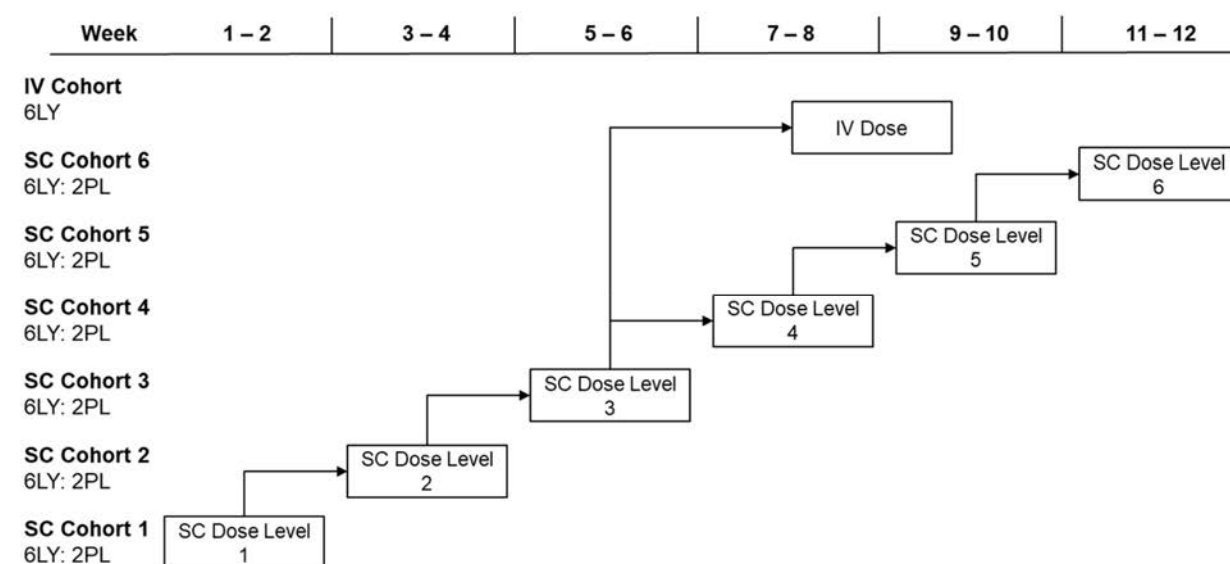 Week 1 – 2 3 – 4 5 – 6 7 – 8 9 – 10 11 – 12
IV Cohort
6LY
IV Dose
SC Cohort 6
6LY: 2PL
SC Dose Level
6
SC Cohort 5
6LY: 2PL
SC Dose Level
5
SC Cohort 4
6LY: 2PL
SC Dose Level
4
SC Cohort 3
6LY: 2PL
SC Dose Level
3
SC Cohort 2
6LY: 2PL
SC Dose Level
2
SC Cohort 1
6LY: 2PL
SC Dose Level
1